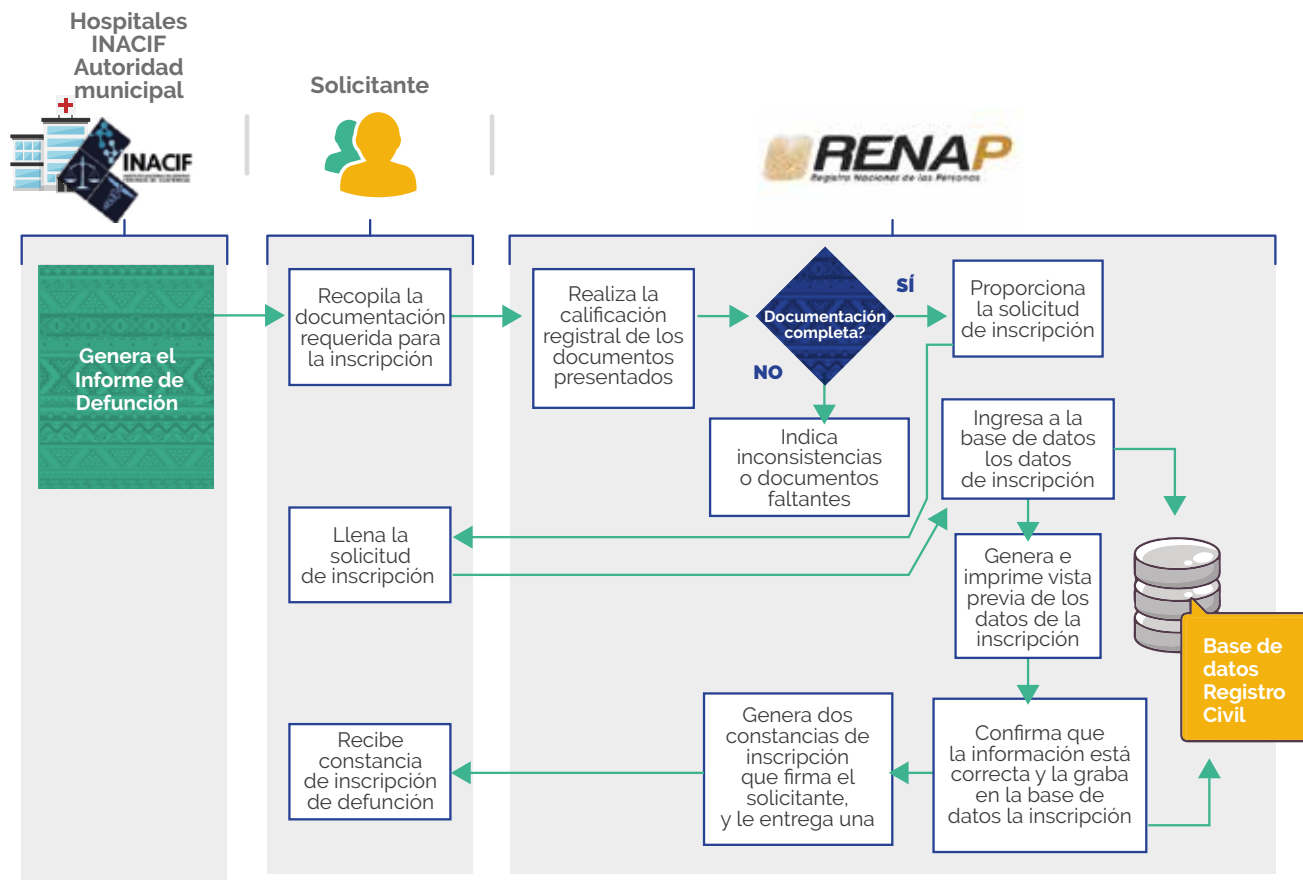 Hospitales
INACIF
Autoridad
municipal
INACIF
Solicitante
RENAP
Registro Nacional de las Personas
Genera el
Informe de
Defunción
Recopila la
documentación
requerida para
la inscripción
Realiza la
calificación
registral de los
documentos
presentados
Documentación
completa?
SÍ
NO
Proporciona
la solicitud
de inscripción
Indica
inconsistencias
o documentos
faltantes
Ingresa a la
base de datos
los datos
de inscripción
Llena la
solicitud
de inscripción
Genera e
imprime vista
previa de los
datos de la
inscripción
Base de
datos
Registro
Civil
Confirma que
la información está
correcta y la graba
en la base de
datos la inscripción
Genera dos
constancias de
inscripción
que firma el
solicitante,
y le entrega una
Recibe
constancia
de inscripción
de defunción